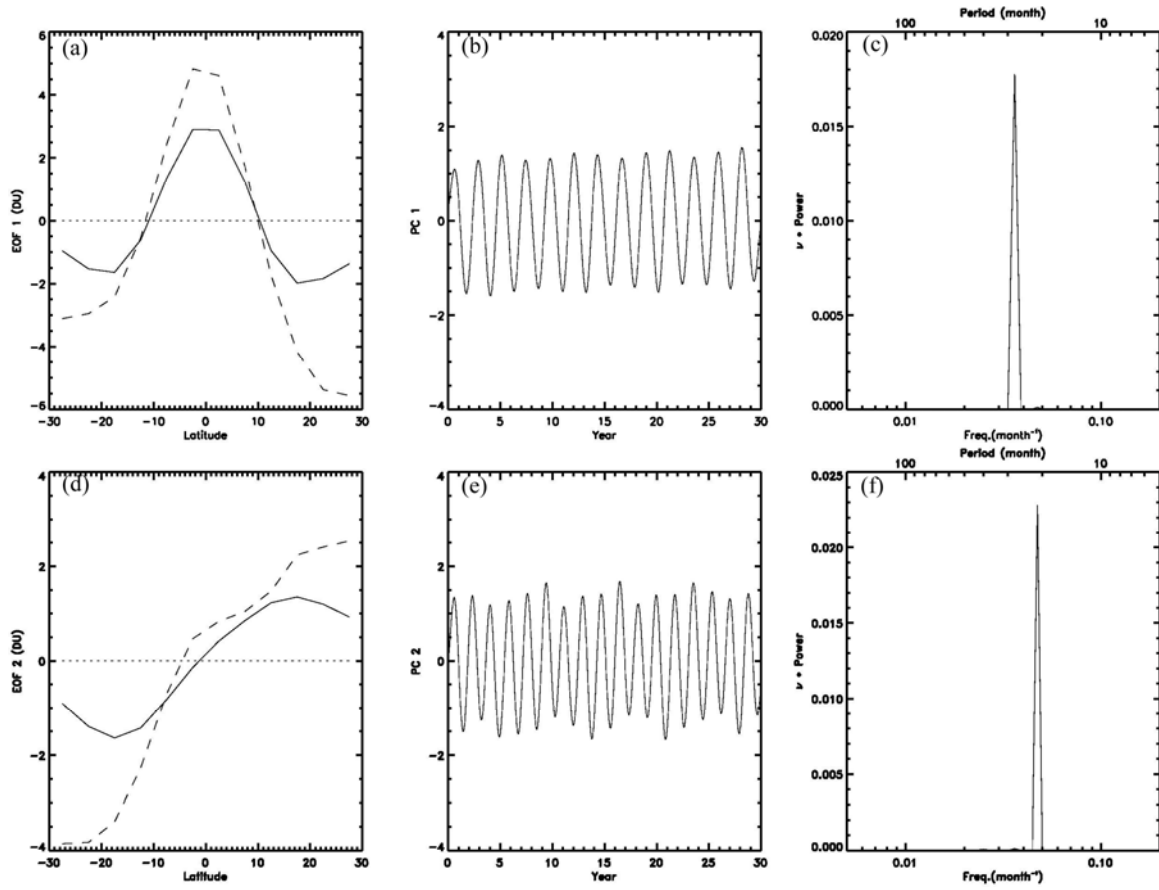 (a)
EOF 1 (DU)
6
4
2
0
-2
-4
-6
-30 -20 -10 0 10 20 30
Latitude
(b)
PC 1
4
2
0
-2
-4
0 5 10 15 20 25 30
Year
Period (month)
100 10
(c)
ν * Power
0.020
0.015
0.010
0.005
0.000
0.01 0.10
Freq.(month⁻¹)
(d)
EOF 2 (DU)
4
2
0
-2
-4
-30 -20 -10 0 10 20 30
Latitude
(e)
PC 2
4
2
0
-2
-4
0 5 10 15 20 25 30
Year
Period (month)
100 10
(f)
ν * Power
0.025
0.020
0.015
0.010
0.005
0.000
0.01 0.10
Freq.(month⁻¹)